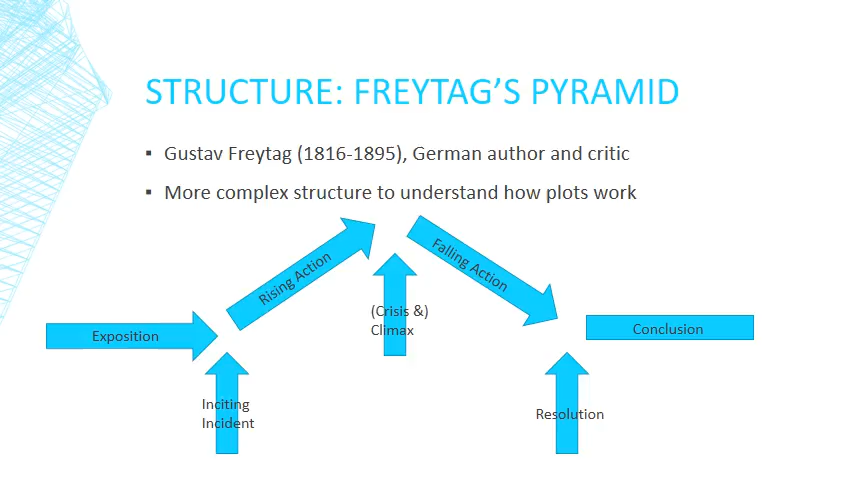 STRUCTURE: FREYTAG’S PYRAMID
▪ Gustav Freytag (1816-1895), German author and critic
▪ More complex structure to understand how plots work
Exposition
Inciting
Incident
Rising Action
(Crisis &)
Climax
Falling Action
Resolution
Conclusion